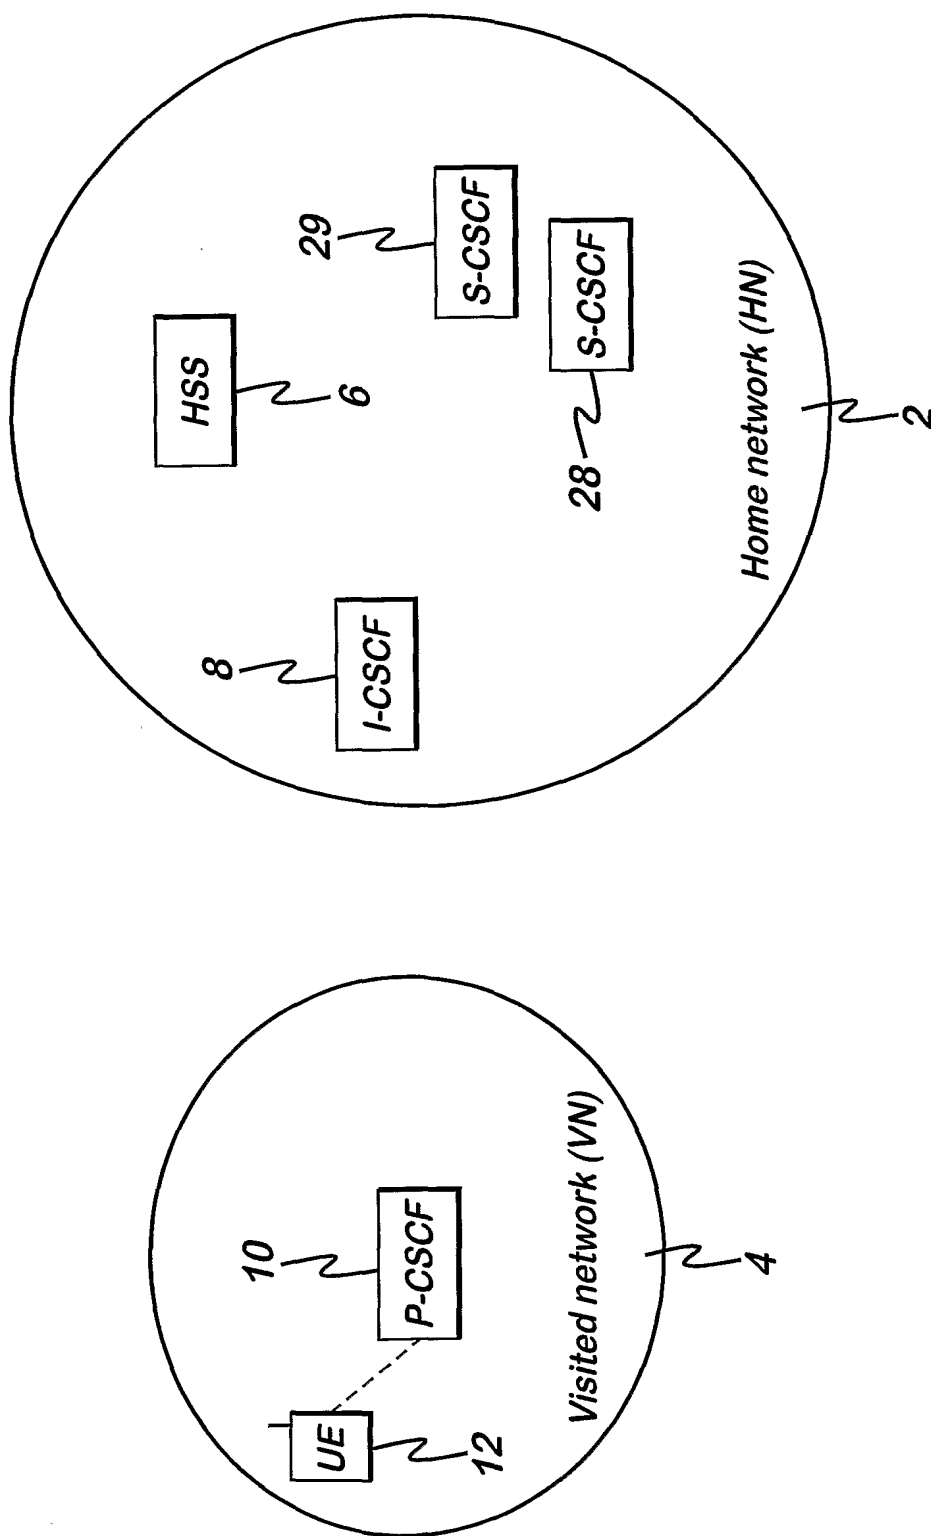 10
P-CSCF
UE
12
Visited network (VN)
4
HSS
6
8
I-CSCF
29
S-CSCF
28
S-CSCF
Home network (HN)
2